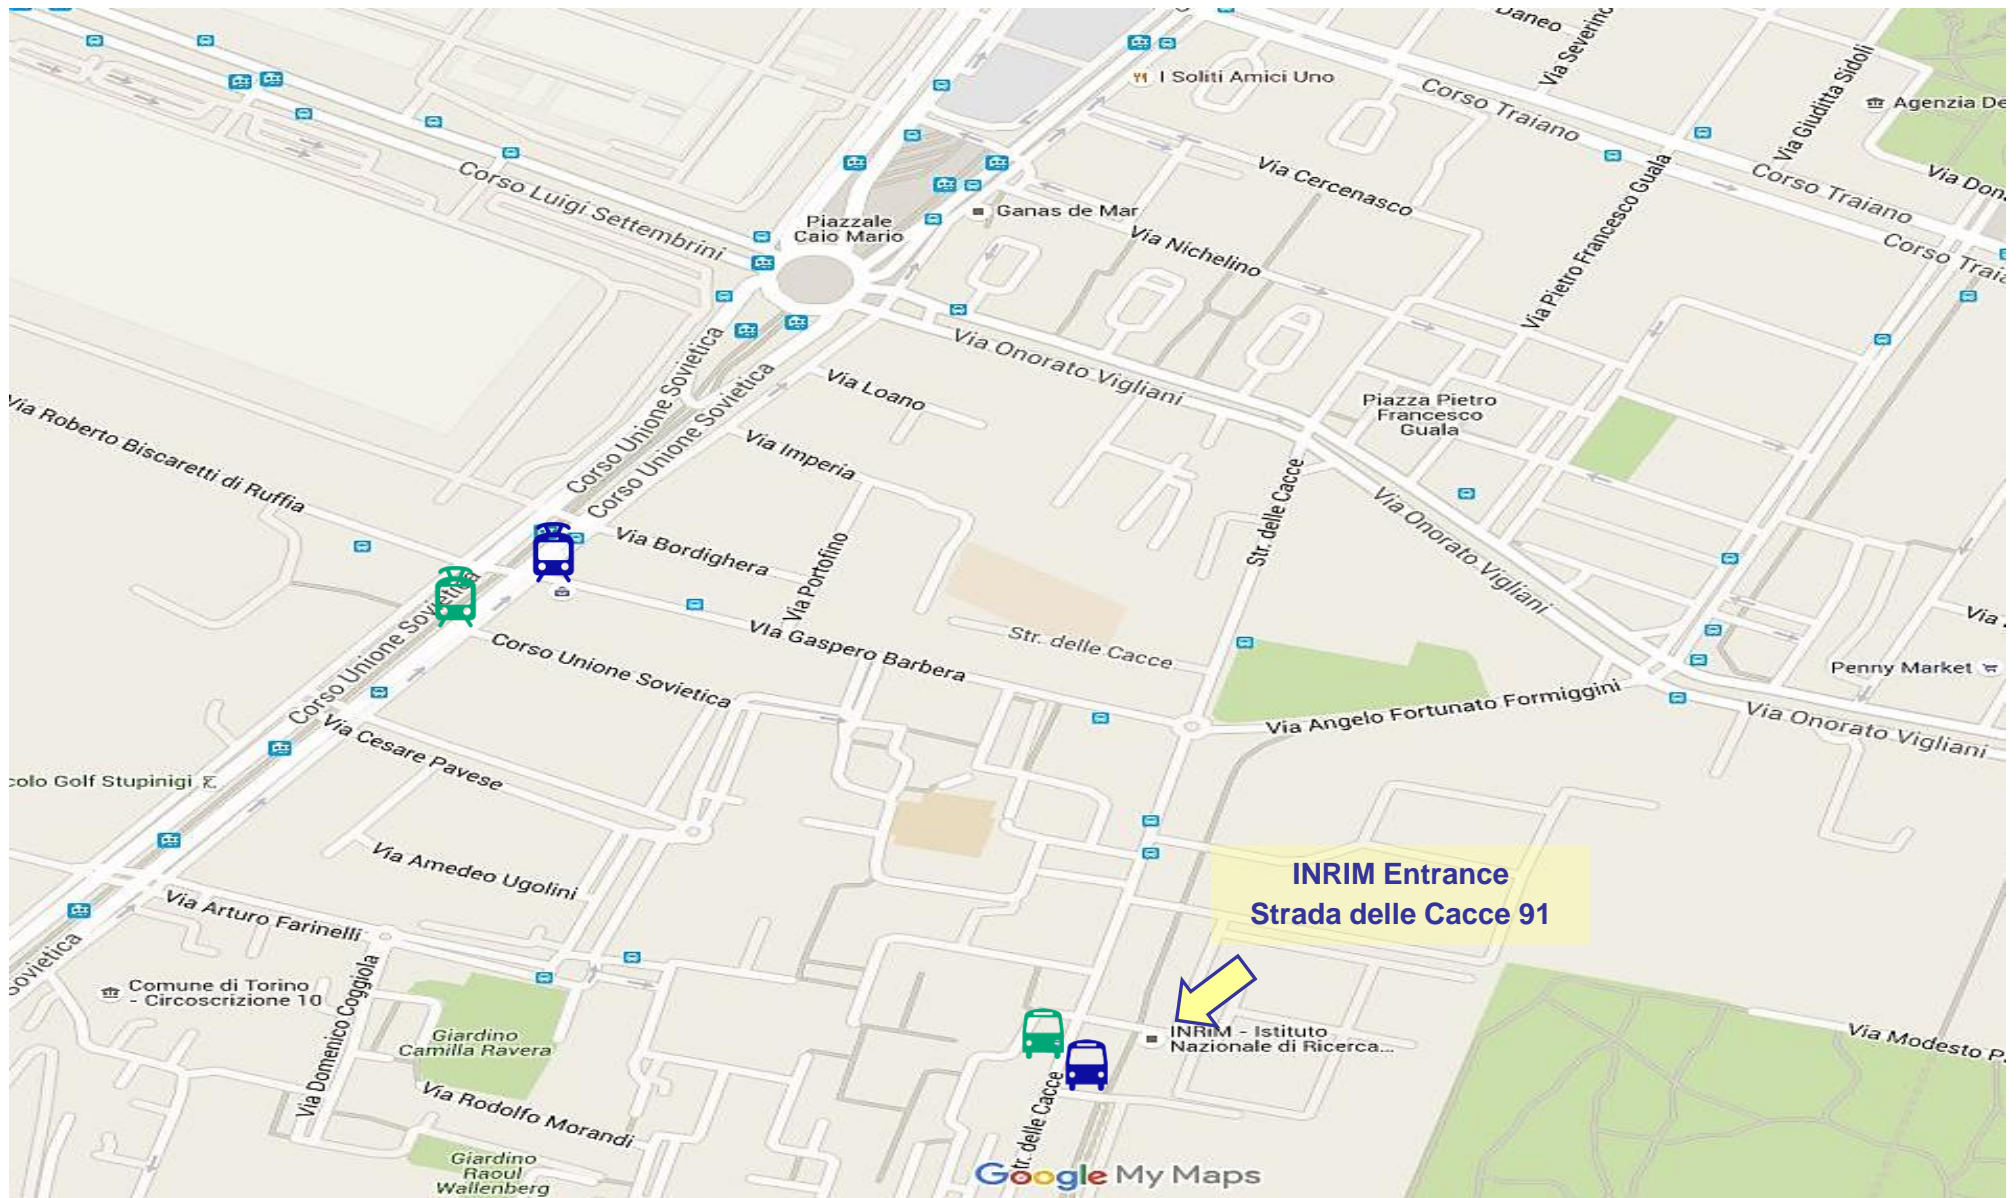 Daneo
Via Severino
I Soliti Amici Uno
Corso Traiano
Via Giuditta Sidoli
Agenzia De
Via Cercenasco
Corso Luigi Settembrini
Corso Traiano
Via Don
Ganas de Mar
Piazzale
Caio Mario
Via Nichelino
Via Pietro Francesco Guala
Corso Traia
Via Onorato Vigliani
Corso Unione Sovietica
Corso Unione Sovietica
Via Loano
Piazza Pietro
Francesco
Guala
Via Roberto Biscaretti di Ruffia
Via Imperia
Str. delle Cacce
Via Onorato Vigliani
Via Bordighera
Via Portofino
Via Gaspero Barbera
Str. delle Cacce
Via
Penny Market
Corso Unione Sovietica
Corso Unione Sovietica
Via Angelo Fortunato Formiggini
Via Onorato Vigliani
Via Cesare Pavese
colo Golf Stupinigi
Via Amedeo Ugolini
INRIM Entrance
Strada delle Cacce 91
Via Arturo Farinelli
Sovietica
Comune di Torino
- Circoscrizione 10
Via Domenico Coggiola
Giardino
Camilla Ravera
INRIM - Istituto
Nazionale di Ricerca...
Via Modesto P
Via Rodolfo Morandi
Str. delle Cacce
Giardino
Raoul
Wallenberg
Google My Maps